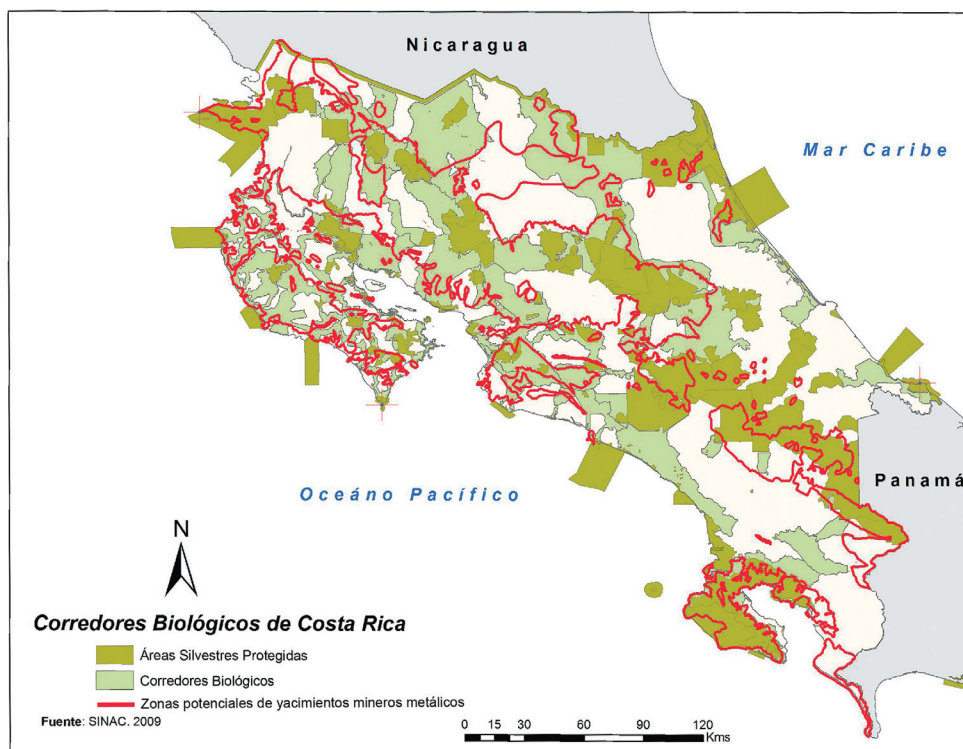 Nicaragua
Mar Caribe
Oceáno Pacífico
Panamá
N
Corredores Biológicos de Costa Rica
Áreas Silvestres Protegidas
Corredores Biológicos
Zonas potenciales de yacimientos mineros metálicos
Fuente: SINAC. 2009
0 15 30 60 90 120
Kms